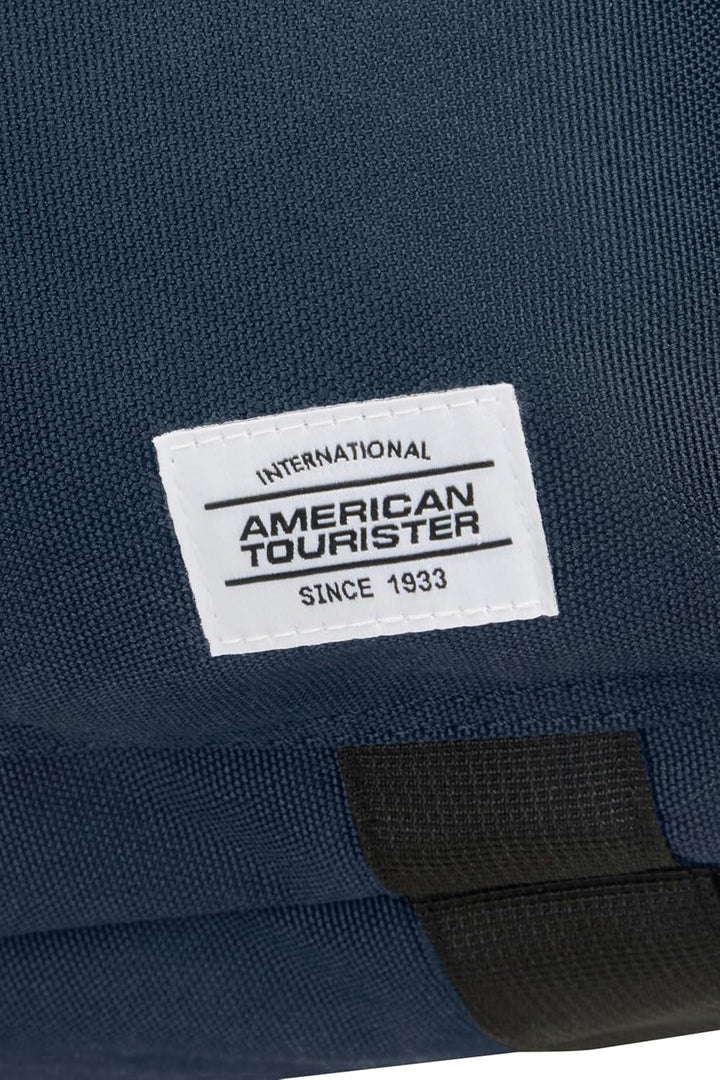 INTERNATIONAL
AMERICAN
TOURISTER
SINCE 1933